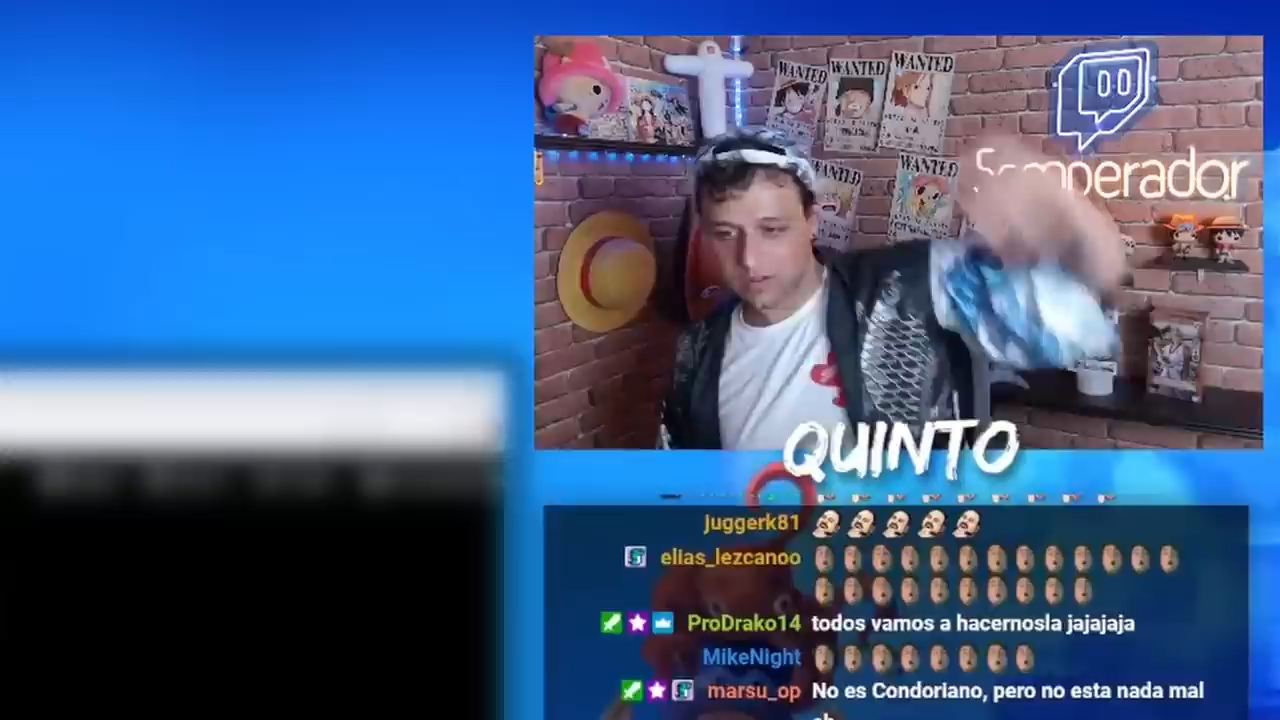 WANTED
WANTED
WANTED
WANTED
WANTED
QUINTO
juggerk81
elias_lezcanoo
ProDrako14 todos vamos a hacernosla jajajaja
MikeNight
marsu_op No es Condoriano, pero no esta nada mal